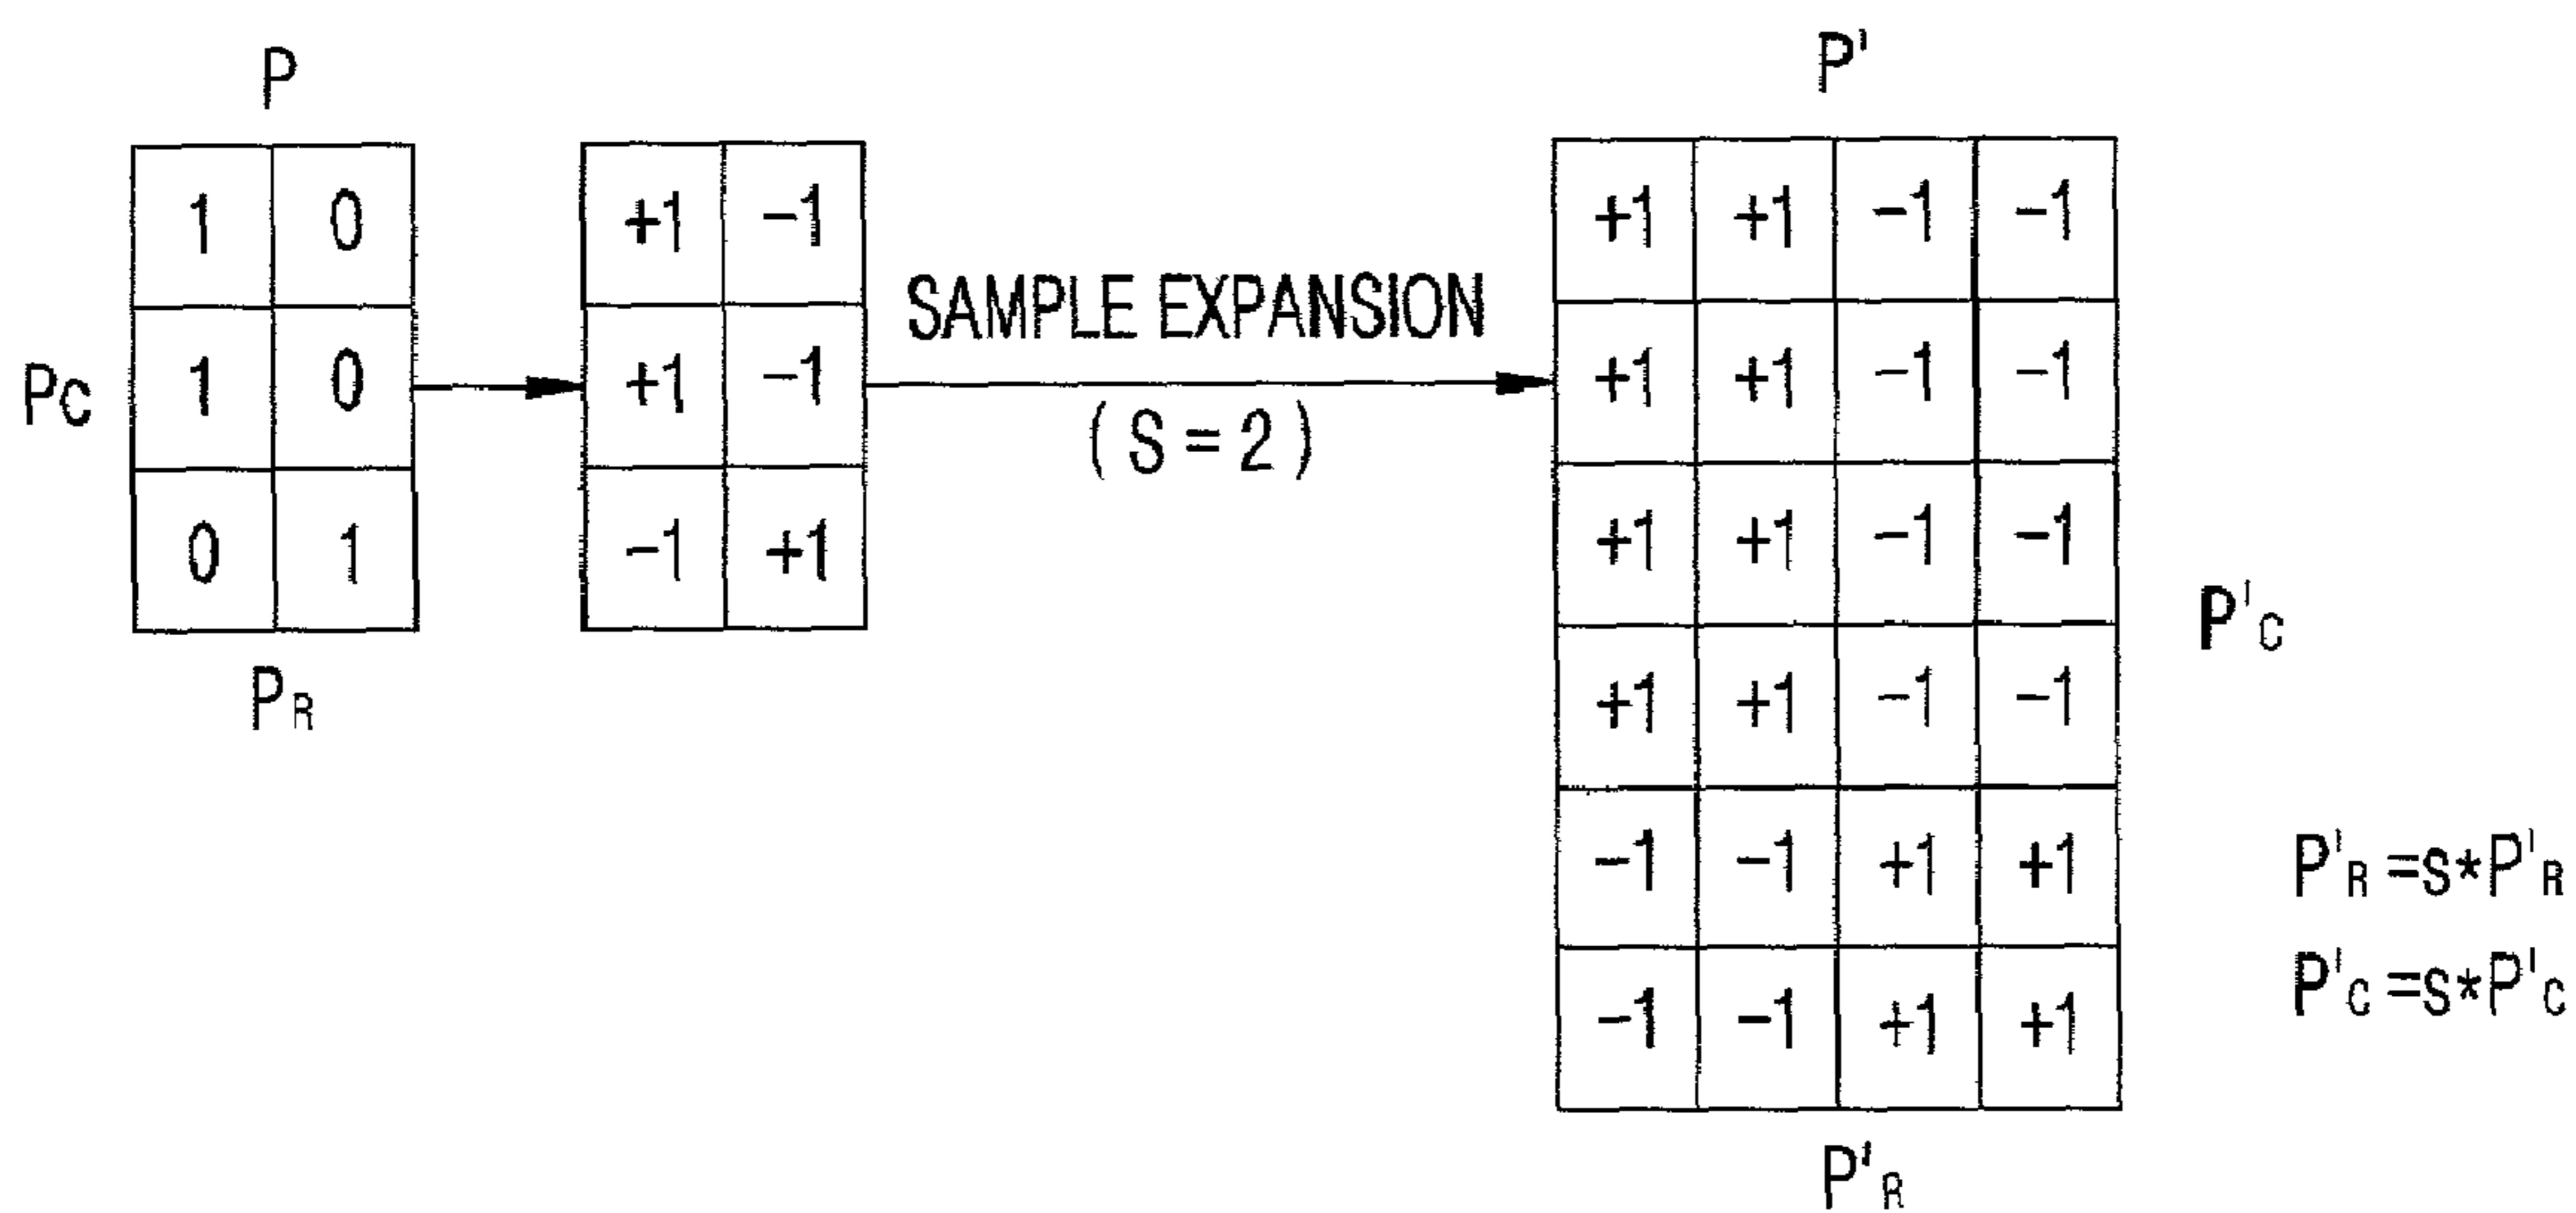 P
1 0
1 0
0 1
PC
PR
+1 -1
+1 -1
-1 +1
SAMPLE EXPANSION
( S = 2 )
P'
+1 +1 -1 -1
+1 +1 -1 -1
+1 +1 -1 -1
+1 +1 -1 -1
-1 -1 +1 +1
-1 -1 +1 +1
P'C
P'R
P'R =s*P'R
P'C =s*P'C